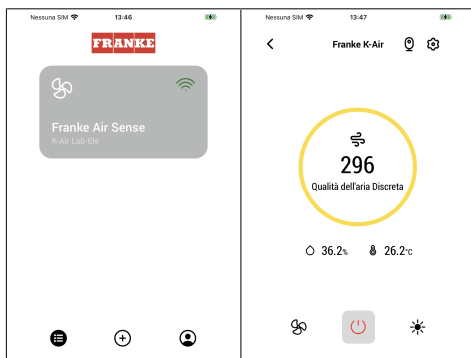 Nessuna SIM 13:46
FRANKE
Franke Air Sense
K-Air Lab-Ele
Nessuna SIM 13:47
Franke K-Air
296
Qualità dell'aria Discreta
36.2% 26.2°C